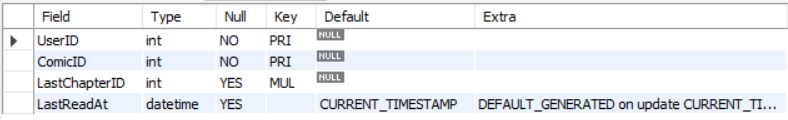 Field Type Null Key Default Extra
UserID int NO PRI NULL
ComicID int NO PRI NULL
LastChapterID int YES MUL NULL
LastReadAt datetime YES CURRENT_TIMESTAMP DEFAULT_GENERATED on update CURRENT_TI...